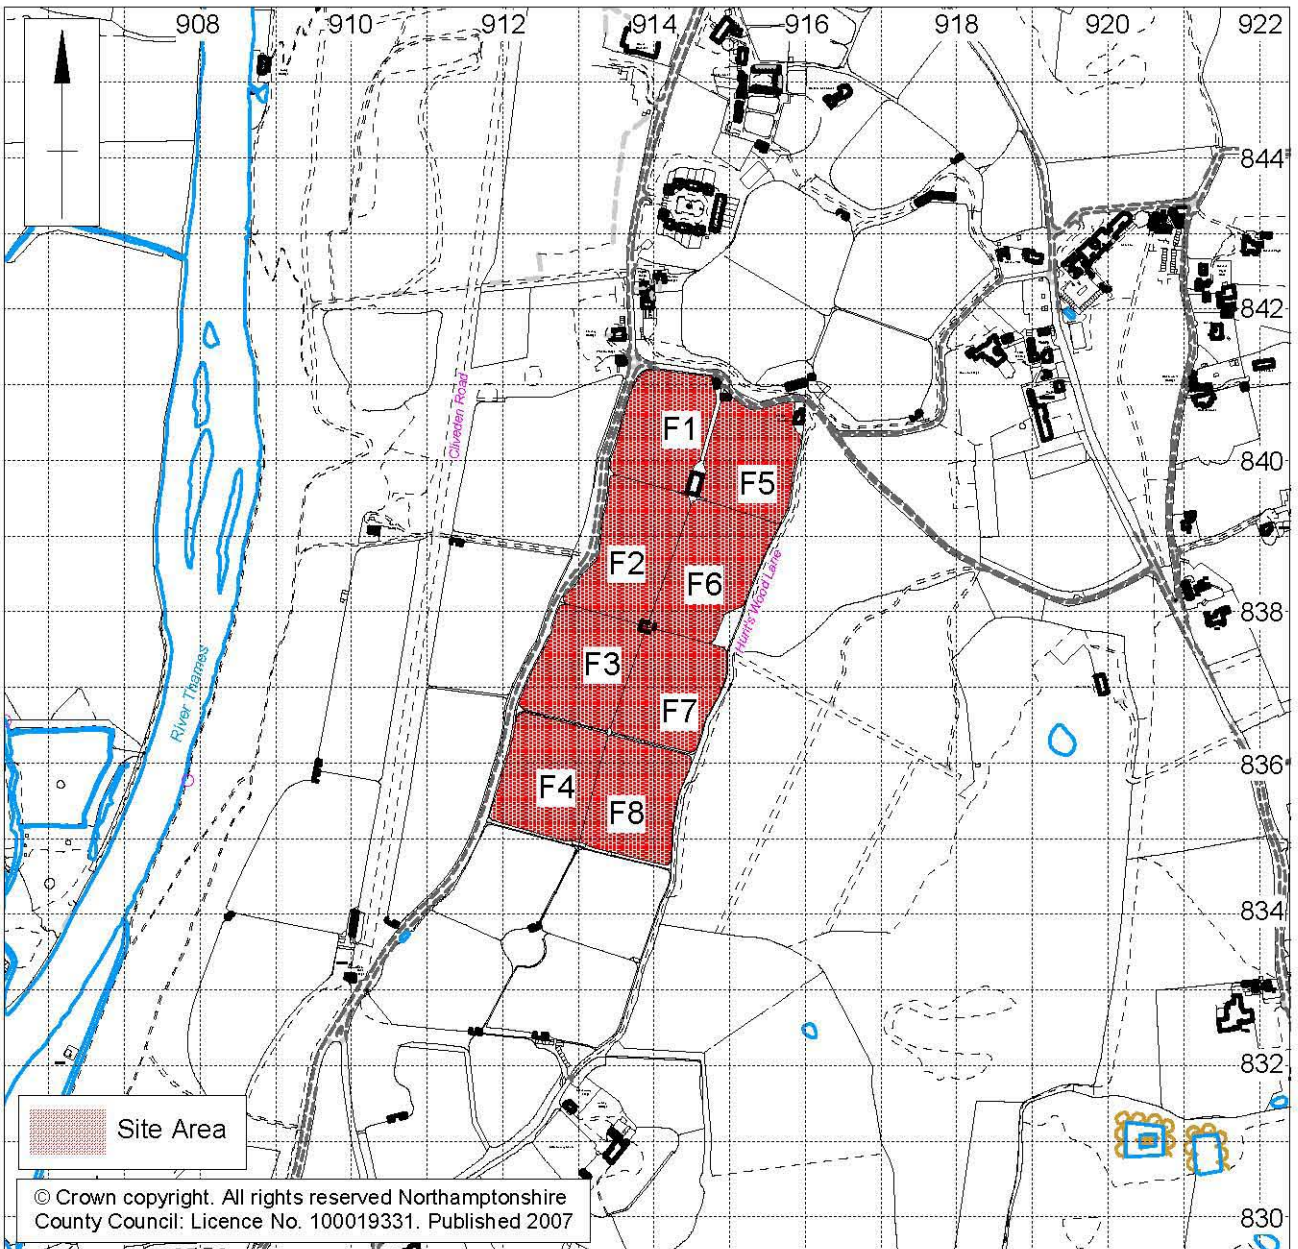 908 910 912 914 916 918 920 922
844
842
840
838
836
834
832
830
Cliveden Road
River Thames
Hunt's Wood Lane
F1
F5
F2
F6
F3
F7
F4
F8
Site Area
© Crown copyright. All rights reserved Northamptonshire
County Council: Licence No. 100019331. Published 2007